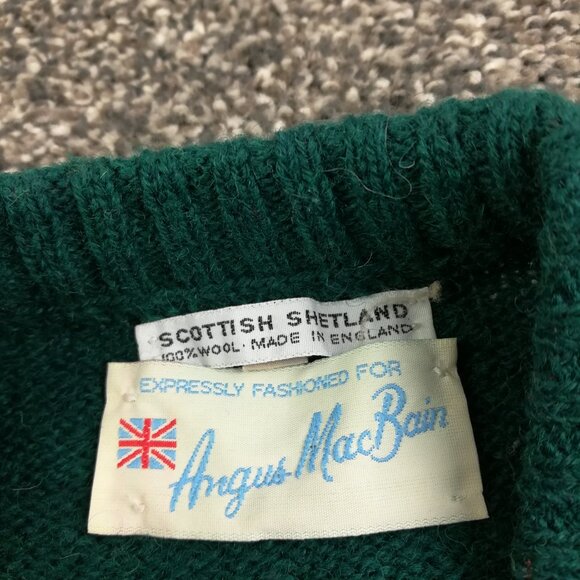 SCOTTISH SHETLAND
100% WOOL · MADE IN ENGLAND
EXPRESSLY FASHIONED FOR
Angus MacBain